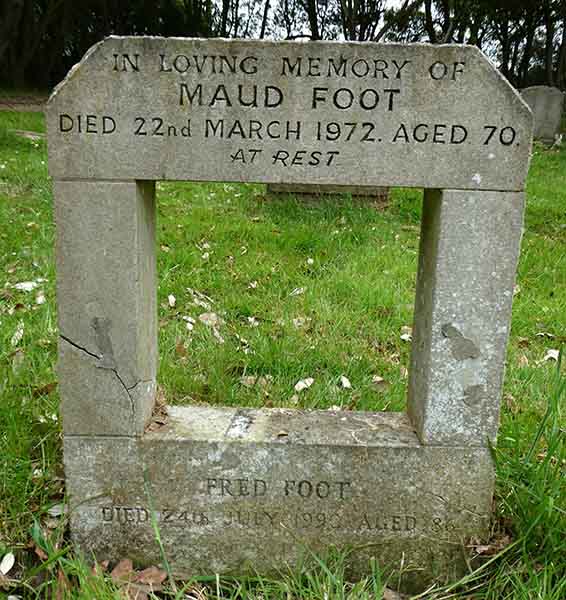 IN LOVING MEMORY OF
MAUD FOOT
DIED 22nd MARCH 1972. AGED 70.
AT REST
FRED FOOT
DIED 24th JULY AGED